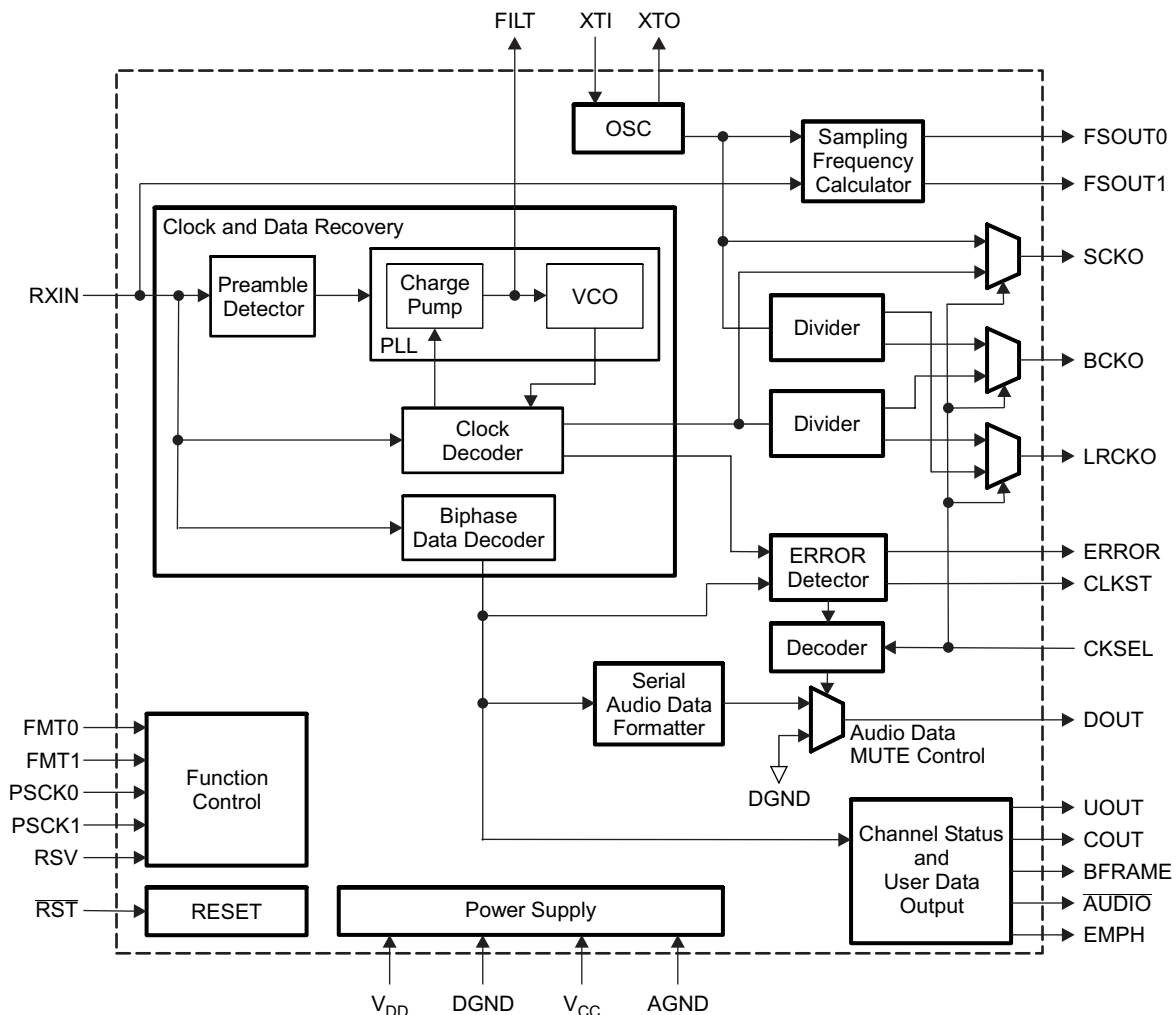 FILT
XTI
XTO
OSC
Sampling
Frequency
Calculator
FSOUT0
FSOUT1
Clock and Data Recovery
RXIN
Preamble
Detector
Charge
Pump
VCO
PLL
SCKO
Divider
BCKO
Clock
Decoder
Divider
LRCKO
Biphase
Data Decoder
ERROR
Detector
ERROR
CLKST
Decoder
CKSEL
Serial
Audio Data
Formatter
DOUT
Audio Data
MUTE Control
DGND
FMT0
FMT1
PSCK0
PSCK1
RSV
Function
Control
RST
RESET
Power Supply
Channel Status
and
User Data
Output
UOUT
COUT
BFRAME
AUDIO
EMPH
VDD
DGND
VCC
AGND